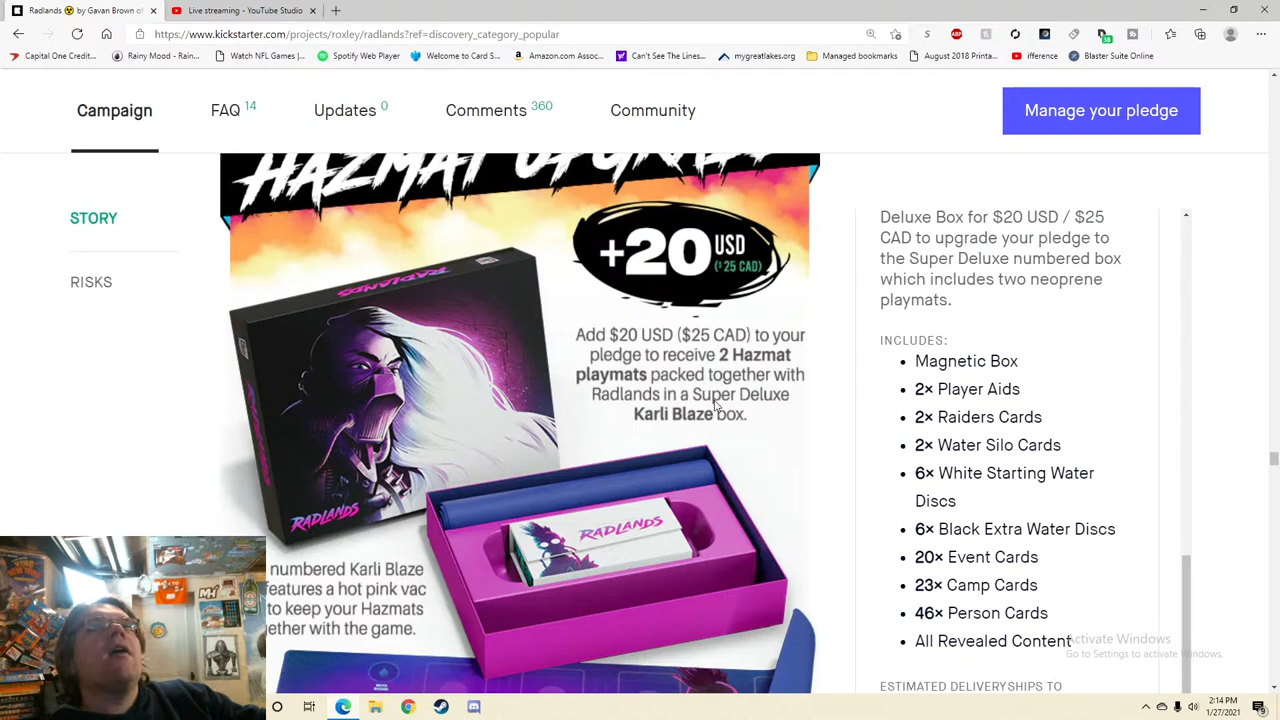 Radlands ☢ by Gavan Brown of
Live streaming - YouTube Studio
https://www.kickstarter.com/projects/roxley/radlands?ref=discovery_category_popular
Capital One Credit...
Rainy Mood - Rain...
Watch NFL Games |...
Spotify Web Player
Welcome to Card S...
Amazon.com Assoc...
Can't See The Lines...
mygreatlakes.org
Managed bookmarks
August 2018 Printa...
ifference
Blaster Suite Online
Campaign
FAQ 14
Updates 0
Comments 360
Community
Manage your pledge
STORY
RISKS
HAZMAT UPGRADE
+20 USD
($25 CAD)
Add $20 USD ($25 CAD) to your
pledge to receive 2 Hazmat
playmats packed together with
Radlands in a Super Deluxe
Karli Blaze box.
RADLANDS
RADLANDS
RADLANDS
RADLANDS
numbered Karli Blaze
features a hot pink vac
to keep your Hazmats
ether with the game.
Deluxe Box for $20 USD / $25
CAD to upgrade your pledge to
the Super Deluxe numbered box
which includes two neoprene
playmats.
INCLUDES:
• Magnetic Box
• 2× Player Aids
• 2× Raiders Cards
• 2× Water Silo Cards
• 6× White Starting Water
Discs
• 6× Black Extra Water Discs
• 20× Event Cards
• 23× Camp Cards
• 46× Person Cards
• All Revealed Content
ESTIMATED DELIVERY
SHIPS TO
Activate Windows
Go to Settings to activate Windows.
2:14 PM
1/27/2021